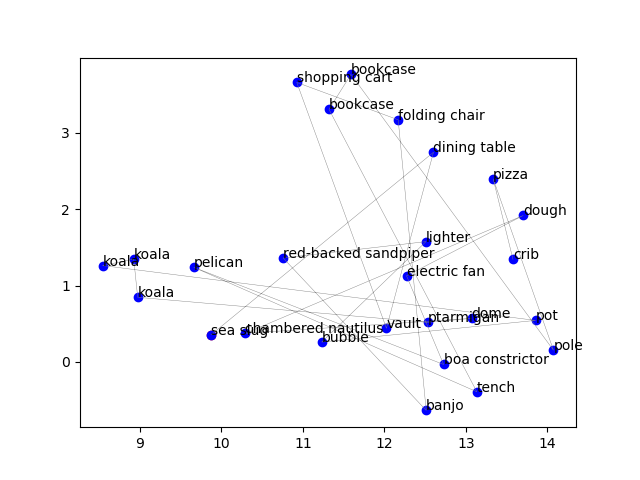 bookcase
shopping cart
bookcase
folding chair
dining table
pizza
dough
lighter
red-backed sandpiper
crib
koala
koala
pelican
electric fan
koala
dome
ptarmigan
pot
vault
chambered nautilus
sea slug
bubble
pole
boa constrictor
tench
banjo
3
2
1
0
9
10
11
12
13
14